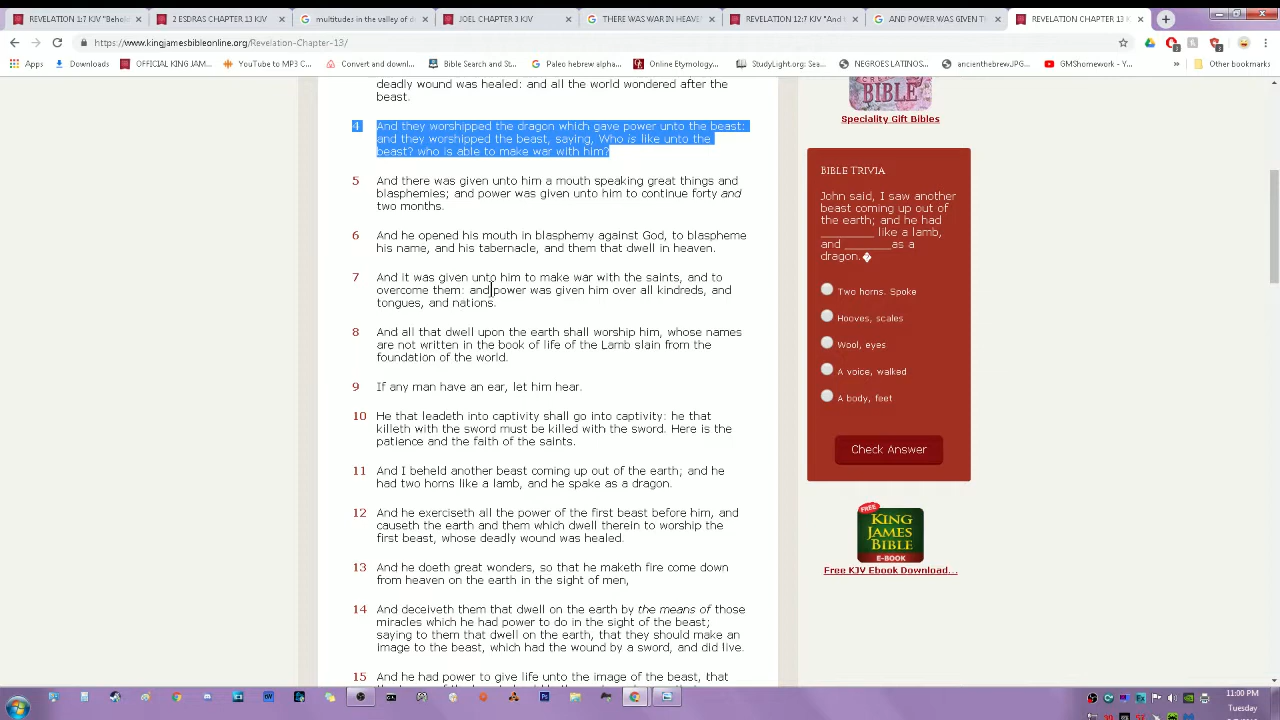 REVELATION 1:7 KJV "Behol
2 ESDRAS CHAPTER 13 KJV
multitudes in the valley of d
JOEL CHAPTER
THERE WAS WAR IN HEAVE
REVELATION 12:7 KJV "And
AND POWER WAS GIVEN
REVELATION CHAPTER 13 K
https://www.kingjamesbibleonline.org/Revelation-Chapter-13/
Apps
Downloads
OFFICIAL KING JAM...
YouTube to MP3 C...
Convert and downl...
Bible Search and St...
Paleo hebrew alpha...
Online Etymology...
StudyLight.org: Sea...
NEGROES LATINOS...
ancienthebrewJPG...
GMShomework - Y...
»
Other bookmarks
deadly wound was healed: and all the world wondered after the
beast.
4 And they worshipped the dragon which gave power unto the beast:
and they worshipped the beast, saying, Who is like unto the
beast? who is able to make war with him?
5 And there was given unto him a mouth speaking great things and
blasphemies; and power was given unto him to continue forty and
two months.
6 And he opened his mouth in blasphemy against God, to blaspheme
his name, and his tabernacle, and them that dwell in heaven.
7 And it was given unto him to make war with the saints, and to
overcome them: and power was given him over all kindreds, and
tongues, and nations.
8 And all that dwell upon the earth shall worship him, whose names
are not written in the book of life of the Lamb slain from the
foundation of the world.
9 If any man have an ear, let him hear.
10 He that leadeth into captivity shall go into captivity: he that
killeth with the sword must be killed with the sword. Here is the
patience and the faith of the saints.
11 And I beheld another beast coming up out of the earth; and he
had two horns like a lamb, and he spake as a dragon.
12 And he exerciseth all the power of the first beast before him, and
causeth the earth and them which dwell therein to worship the
first beast, whose deadly wound was healed.
13 And he doeth great wonders, so that he maketh fire come down
from heaven on the earth in the sight of men,
14 And deceiveth them that dwell on the earth by the means of those
miracles which he had power to do in the sight of the beast;
saying to them that dwell on the earth, that they should make an
image to the beast, which had the wound by a sword, and did live.
15 And he had power to give life unto the image of the beast, that
BIBLE
Speciality Gift Bibles
BIBLE TRIVIA
John said, I saw another
beast coming up out of
the earth; and he had
_________ like a lamb,
and ________as a
dragon.�
Two horns. Spoke
Hooves, scales
Wool, eyes
A voice, walked
A body, feet
Check Answer
FREE
KING
JAMES
BIBLE
E-BOOK
Free KJV Ebook Download...
11:00 PM
Tuesday